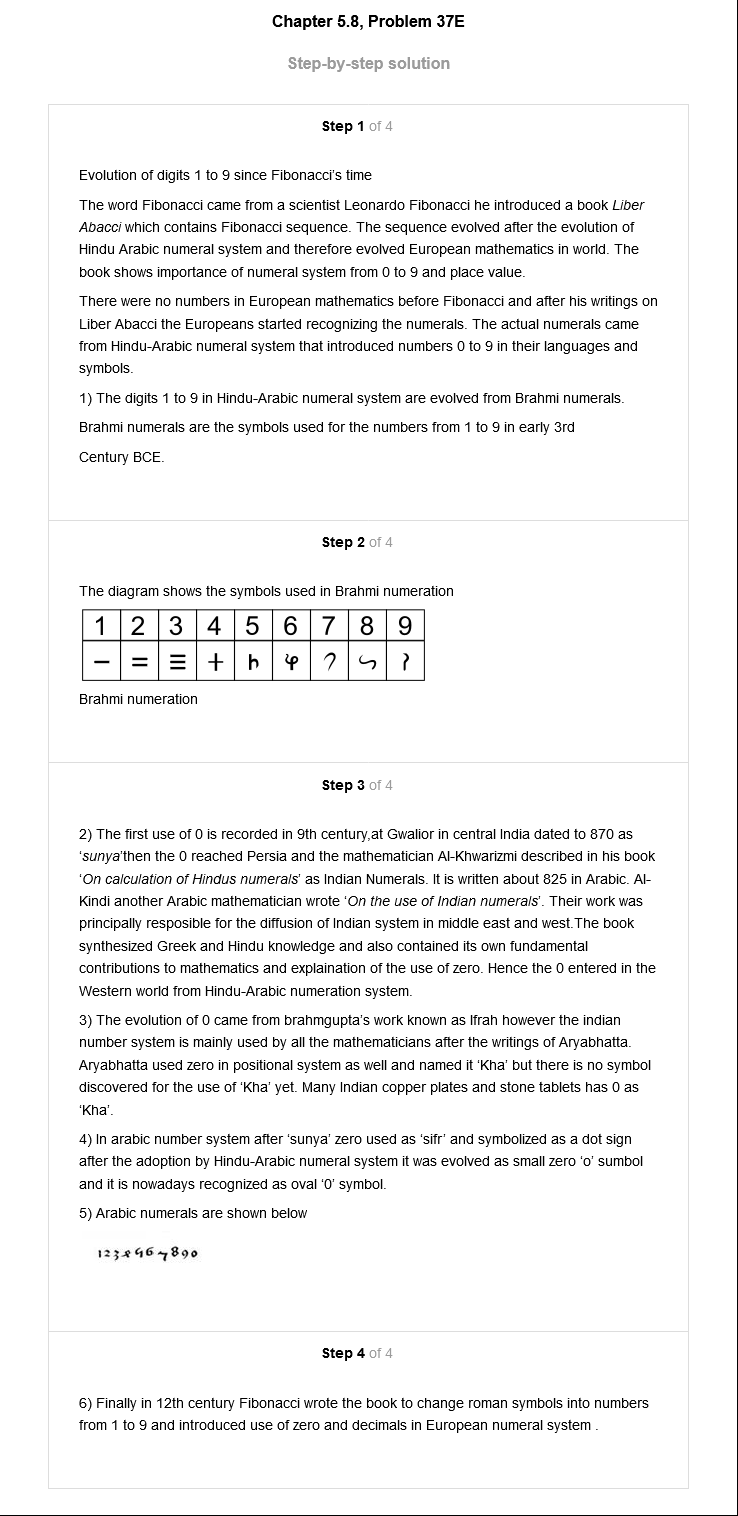 Chapter 5.8, Problem 37E
Step-by-step solution
Step 1 of 4
Evolution of digits 1 to 9 since Fibonacci's time
The word Fibonacci came from a scientist Leonardo Fibonacci he introduced a book Liber
Abacci which contains Fibonacci sequence. The sequence evolved after the evolution of
Hindu Arabic numeral system and therefore evolved European mathematics in world. The
book shows importance of numeral system from 0 to 9 and place value.
There were no numbers in European mathematics before Fibonacci and after his writings on
Liber Abacci the Europeans started recognizing the numerals. The actual numerals came
from Hindu-Arabic numeral system that introduced numbers 0 to 9 in their languages and
symbols.
1) The digits 1 to 9 in Hindu-Arabic numeral system are evolved from Brahmi numerals.
Brahmi numerals are the symbols used for the numbers from 1 to 9 in early 3rd
Century BCE.
Step 2 of 4
The diagram shows the symbols used in Brahmi numeration
1 2 3 4 5 6 7 8 9
Brahmi numeration
Step 3 of 4
2) The first use of 0 is recorded in 9th century,at Gwalior in central India dated to 870 as
'sunya'then the 0 reached Persia and the mathematician Al-Khwarizmi described in his book
'On calculation of Hindus numerals' as Indian Numerals. It is written about 825 in Arabic. Al-
Kindi another Arabic mathematician wrote 'On the use of Indian numerals'. Their work was
principally resposible for the diffusion of Indian system in middle east and west.The book
synthesized Greek and Hindu knowledge and also contained its own fundamental
contributions to mathematics and explaination of the use of zero. Hence the 0 entered in the
Western world from Hindu-Arabic numeration system.
3) The evolution of 0 came from brahmgupta's work known as Ifrah however the indian
number system is mainly used by all the mathematicians after the writings of Aryabhatta.
Aryabhatta used zero in positional system as well and named it 'Kha' but there is no symbol
discovered for the use of 'Kha' yet. Many Indian copper plates and stone tablets has 0 as
'Kha'.
4) In arabic number system after 'sunya' zero used as 'sifr' and symbolized as a dot sign
after the adoption by Hindu-Arabic numeral system it was evolved as small zero 'o' sumbol
and it is nowadays recognized as oval '0' symbol.
5) Arabic numerals are shown below
1234567890
Step 4 of 4
6) Finally in 12th century Fibonacci wrote the book to change roman symbols into numbers
from 1 to 9 and introduced use of zero and decimals in European numeral system .